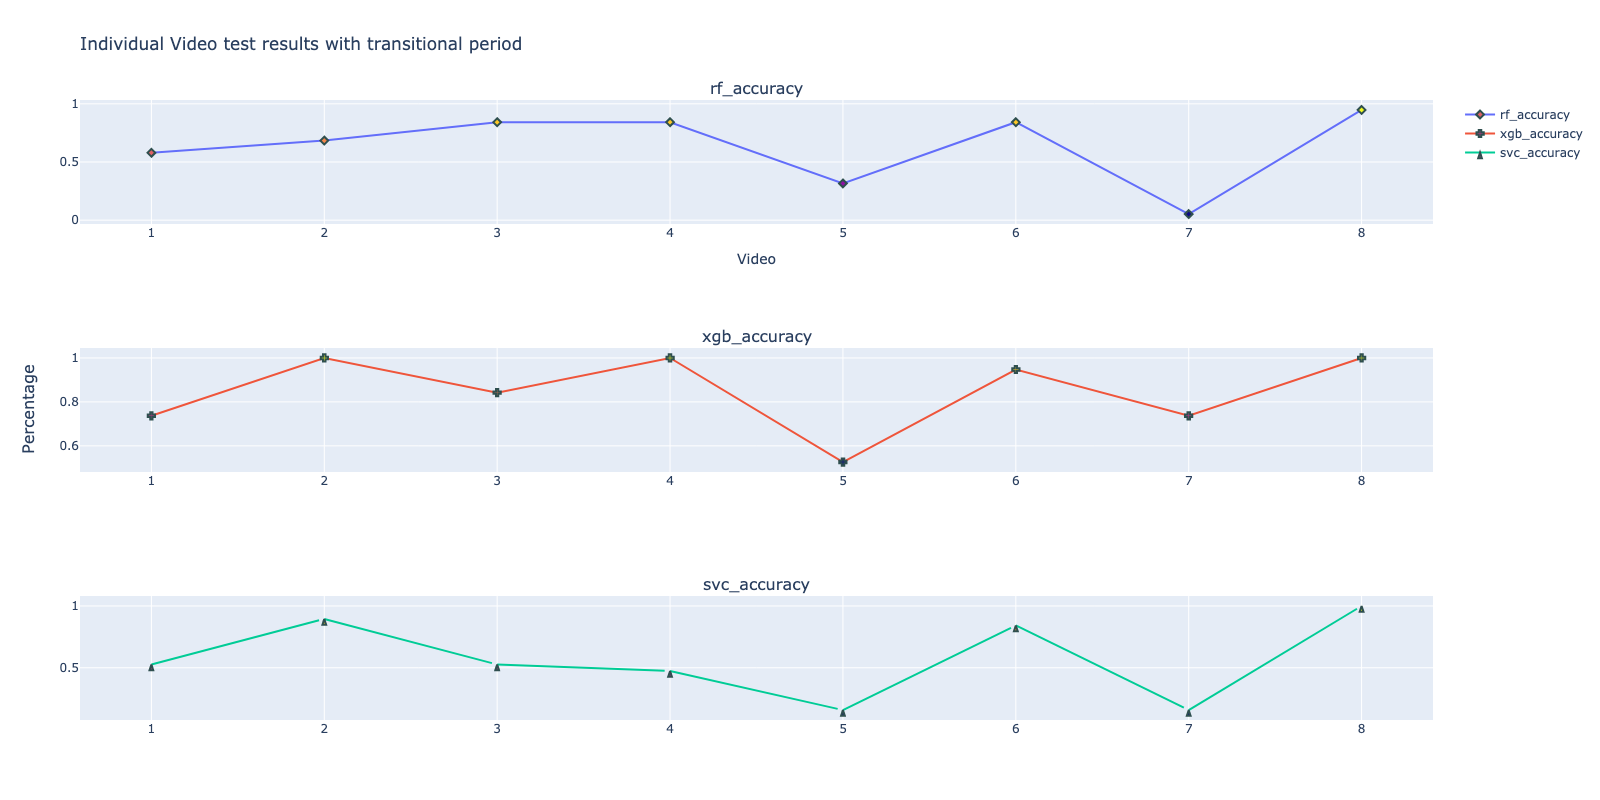 Individual Video test results with transitional period
rf_accuracy
1
0.5
0
1 2 3 4 5 6 7 8
Video
rf_accuracy
xgb_accuracy
svc_accuracy
xgb_accuracy
1
0.8
0.6
1 2 3 4 5 6 7 8
Percentage
svc_accuracy
1
0.5
1 2 3 4 5 6 7 8